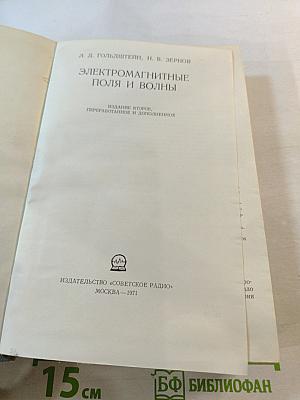 Л. Д. ГОЛЬДШТЕЙН, Н. В. ЗЕРНОВ
ЭЛЕКТРОМАГНИТНЫЕ
ПОЛЯ И ВОЛНЫ
ИЗДАНИЕ ВТОРОЕ,
ПЕРЕРАБОТАННОЕ И ДОПОЛНЕННОЕ
ИЗДАТЕЛЬСТВО «СОВЕТСКОЕ РАДИО»
МОСКВА—1971
15 СМ
БФ БИБЛИОФАН